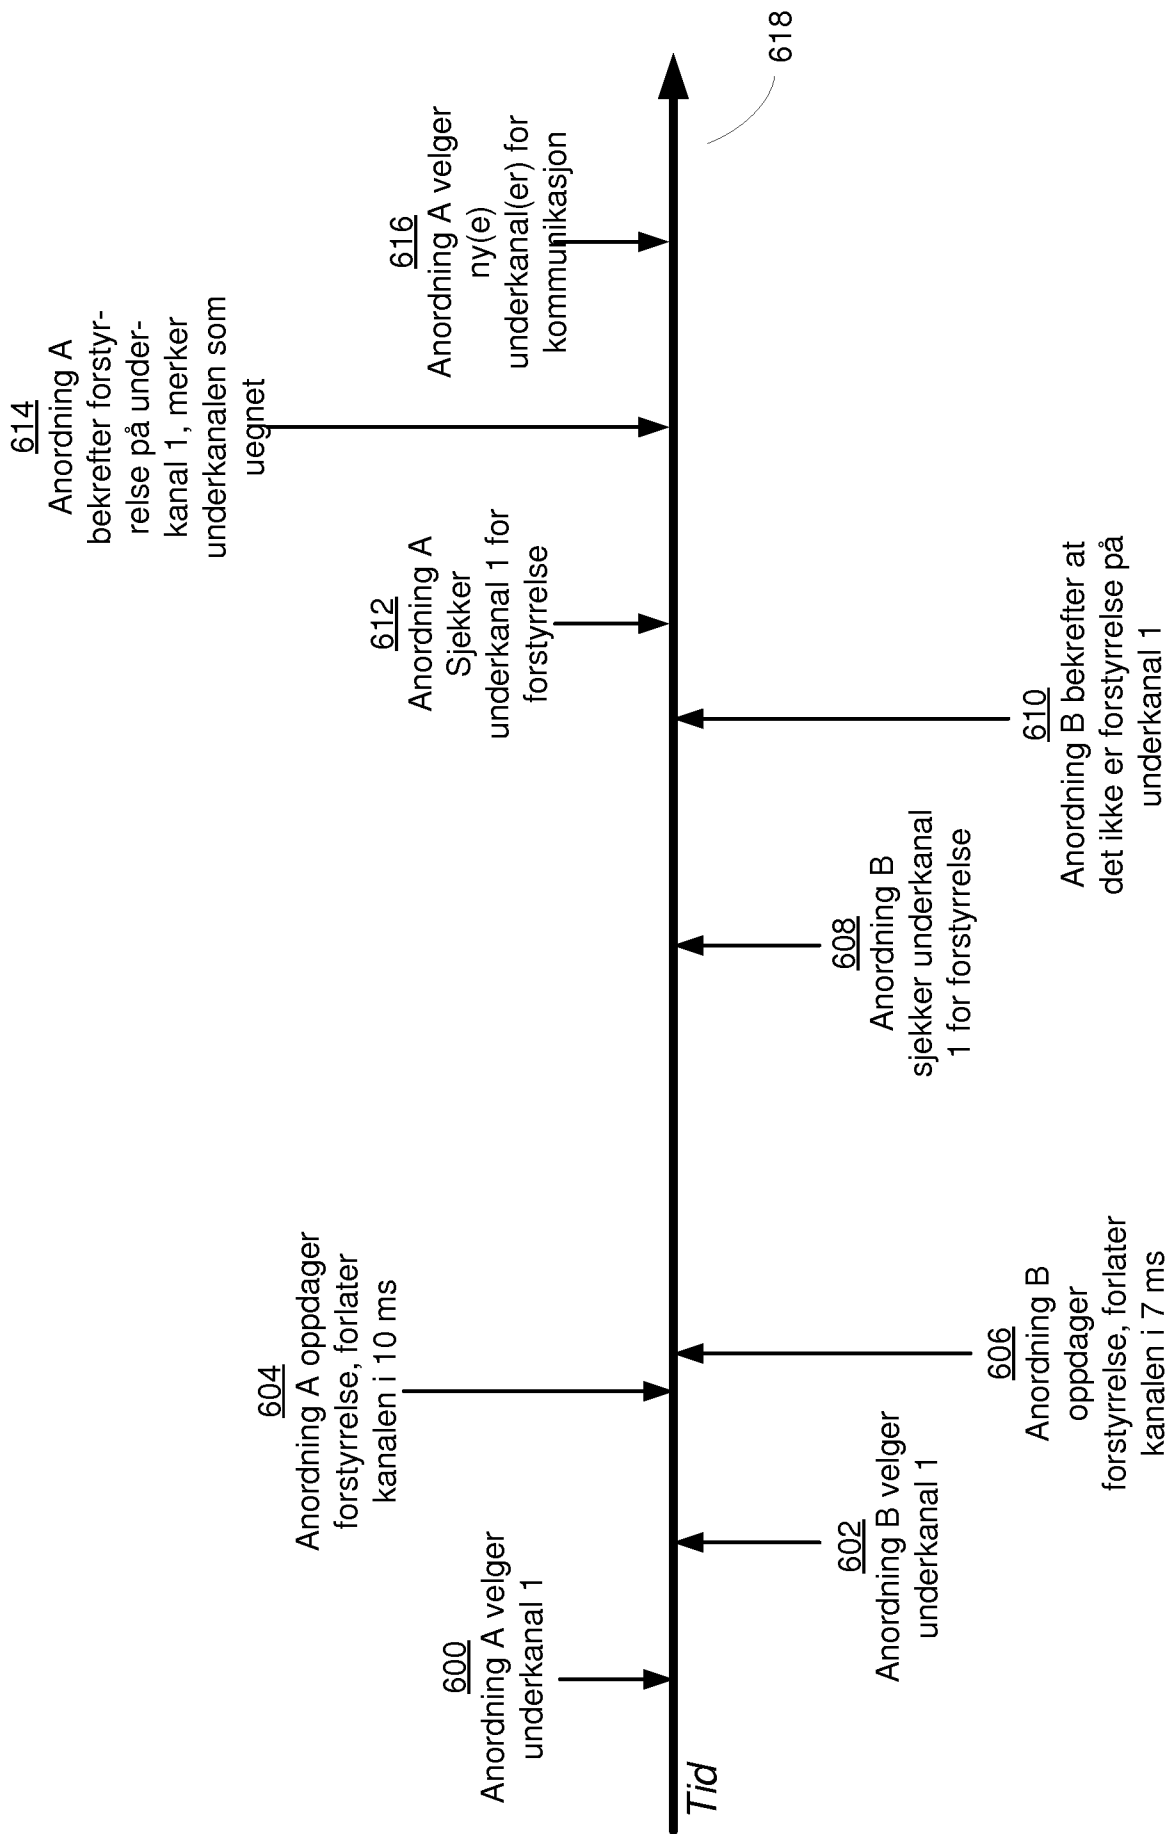 600
Anordning A velger
underkanal 1
602
Anordning B velger
underkanal 1
604
Anordning A oppdager
forstyrrelse, forlater
kanalen i 10 ms
606
Anordning B
oppdager
forstyrrelse, forlater
kanalen i 7 ms
608
Anordning B
sjekker underkanal
1 for forstyrrelse
610
Anordning B bekrefter at
det ikke er forstyrrelse på
underkanal 1
612
Anordning A
Sjekker
underkanal 1 for
forstyrrelse
614
Anordning A
bekrefter forstyr-
relse på under-
kanal 1, merker
underkanalen som
uegnet
616
Anordning A velger
ny(e)
underkanal(er) for
kommunikasjon
Tid
618